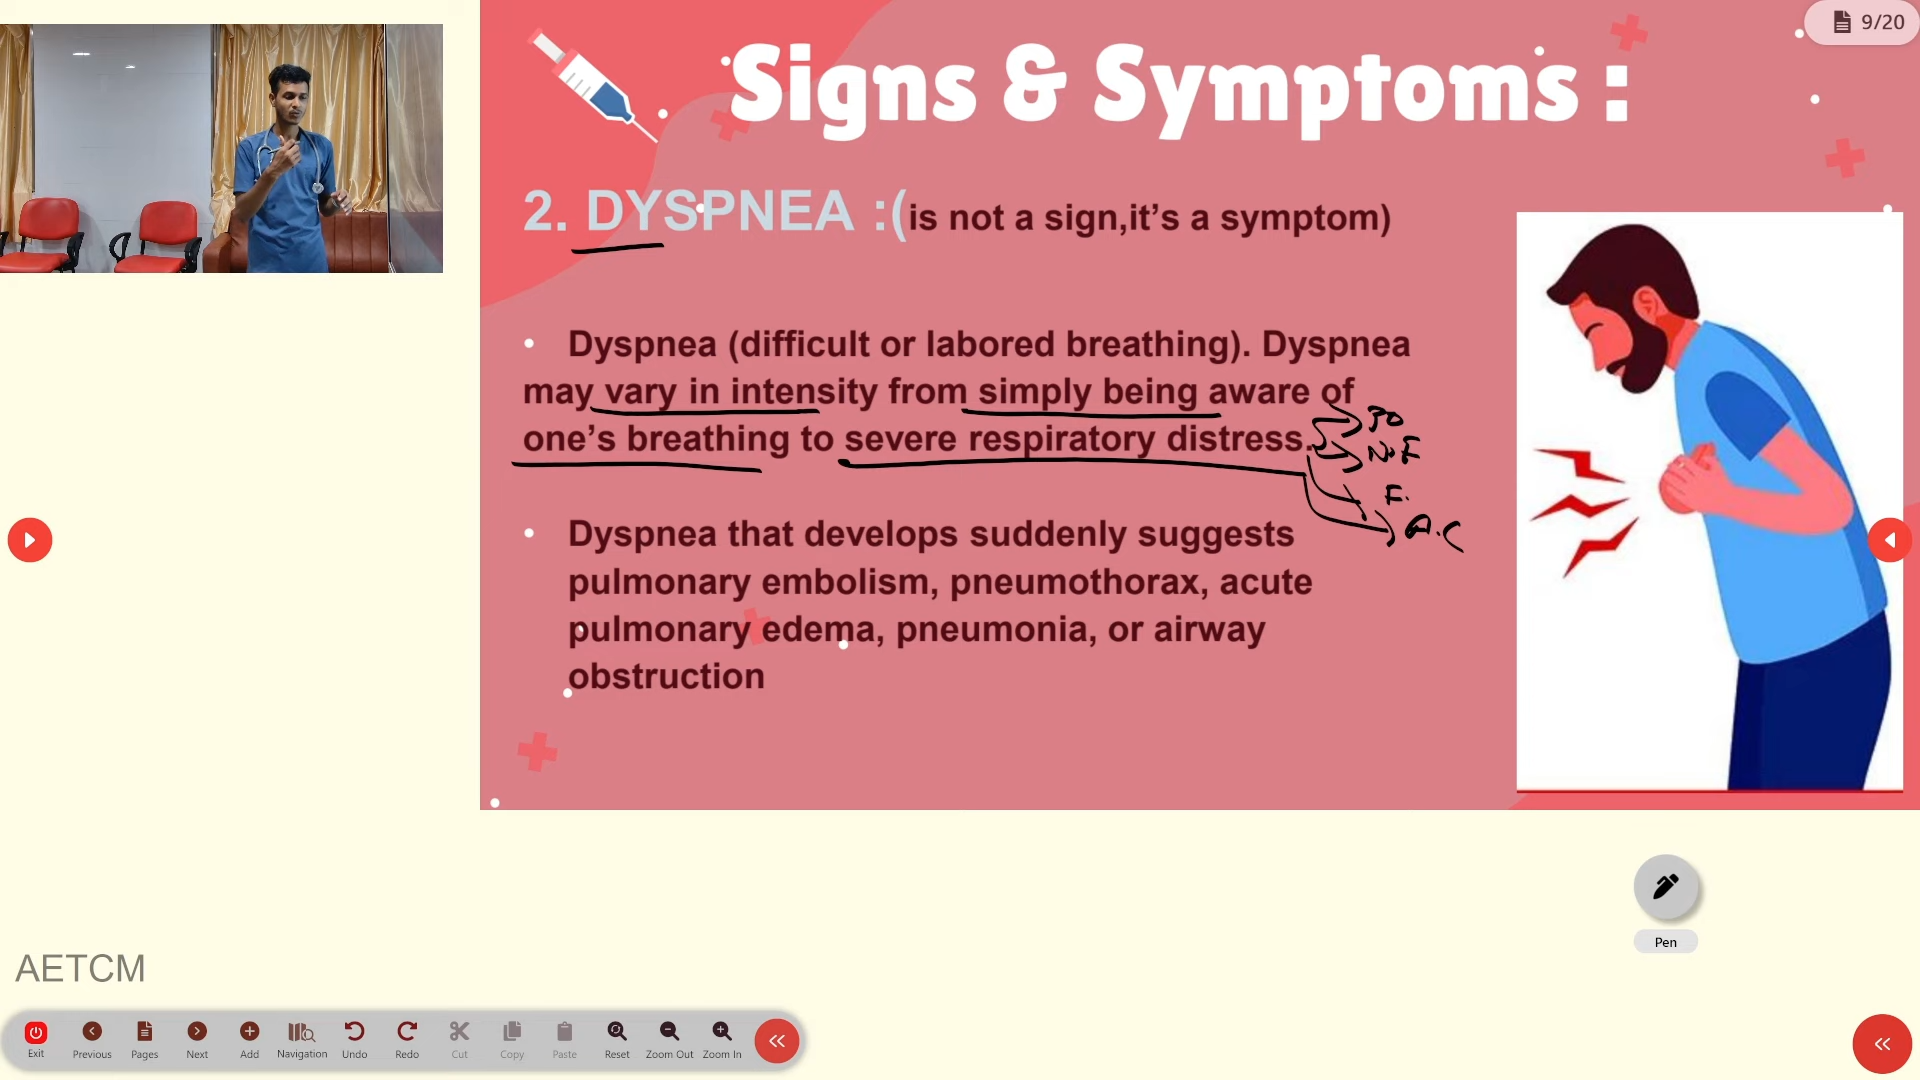 9/20
Signs & Symptoms :
2. DYSPNEA :(is not a sign,it's a symptom)
• Dyspnea (difficult or labored breathing). Dyspnea
may vary in intensity from simply being aware of
one's breathing to severe respiratory distress.
N.F
F.
A.C
• Dyspnea that develops suddenly suggests
pulmonary embolism, pneumothorax, acute
pulmonary edema, pneumonia, or airway
obstruction
Pen
AETCM
Exit Previous Pages Next Add Navigation Undo Redo Cut Copy Paste Reset Zoom Out Zoom In